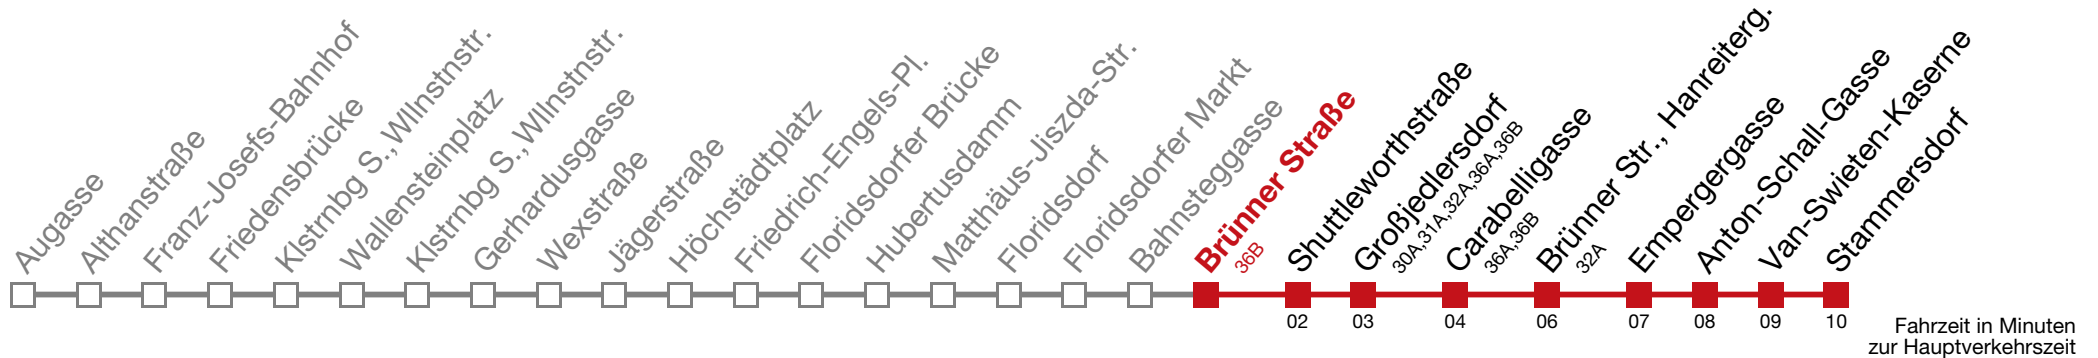 Augasse
Althanstraße
Franz-Josefs-Bahnhof
Friedensbrücke
Klstrnbg S., Wllnstnstr.
Wallensteinplatz
Klstrnbg S., Wllnstnstr.
Gerhardusgasse
Wexstraße
Jägerstraße
Höchstädtplatz
Friedrich-Engels-Pl.
Floridsdorfer Brücke
Hubertusdamm
Matthäus-Jiszda-Str.
Floridsdorf
Floridsdorfer Markt
Bahnsteggasse
Brünner Straße
36B
Shuttleworthstraße
Großjedlersdorf
30A,31A,32A,36A,36B
Carabelligasse
36A,36B
Brünner Str., Hanreiterg.
32A
Empergergasse
Anton-Schall-Gasse
Van-Swieten-Kaserne
Stammersdorf
02 03 04 06 07 08 09 10
Fahrzeit in Minuten
zur Hauptverkehrszeit